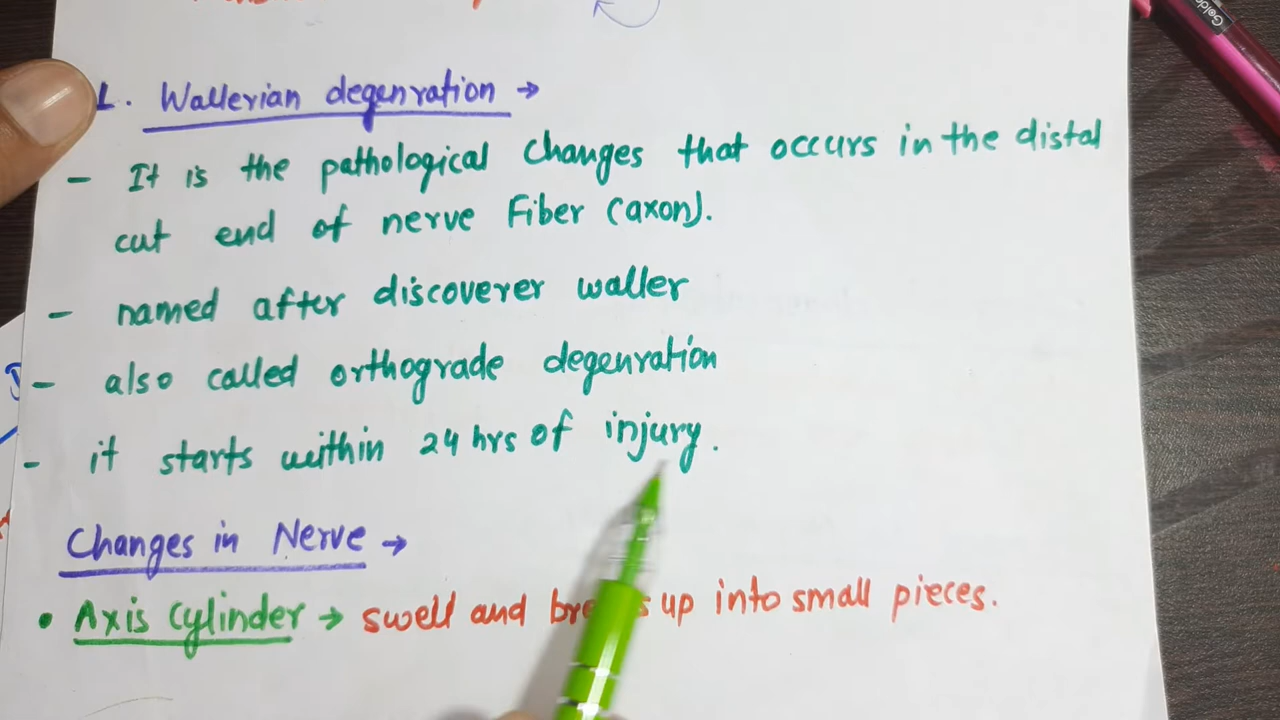 1. Wallerian degenration →
- It is the pathological changes that occurs in the distal
cut end of nerve Fiber (axon).
- named after discoverer waller
- also called orthograde degenration
- it starts within 24 hrs of injury.
Changes in Nerve →
• Axis cylinder → swell and up into small pieces.